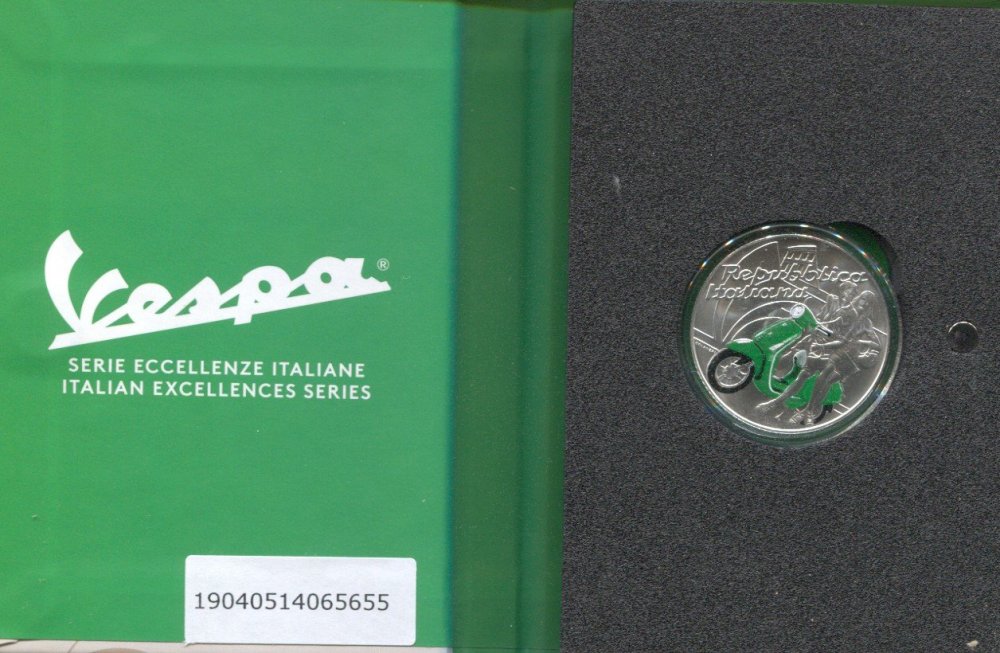 Vespa®
SERIE ECCELLENZE ITALIANE
ITALIAN EXCELLENCES SERIES
19040514065655
Repubblica
Italiana